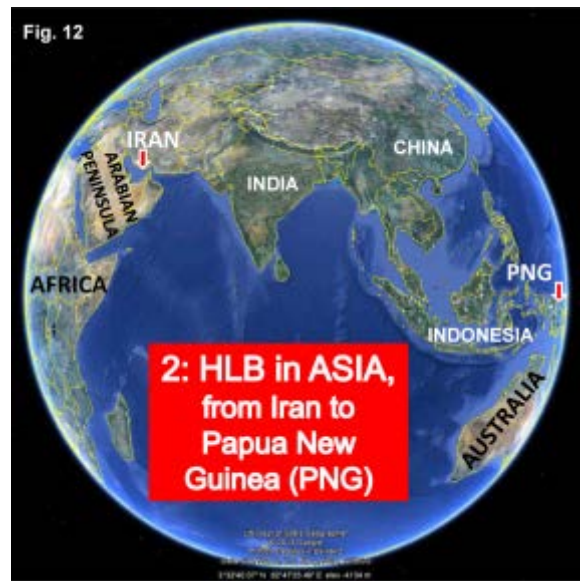 Fig. 12
IRAN
CHINA
ARABIAN
PENINSULA
INDIA
AFRICA
PNG
INDONESIA
2: HLB in ASIA,
from Iran to
Papua New
Guinea (PNG)
AUSTRALIA